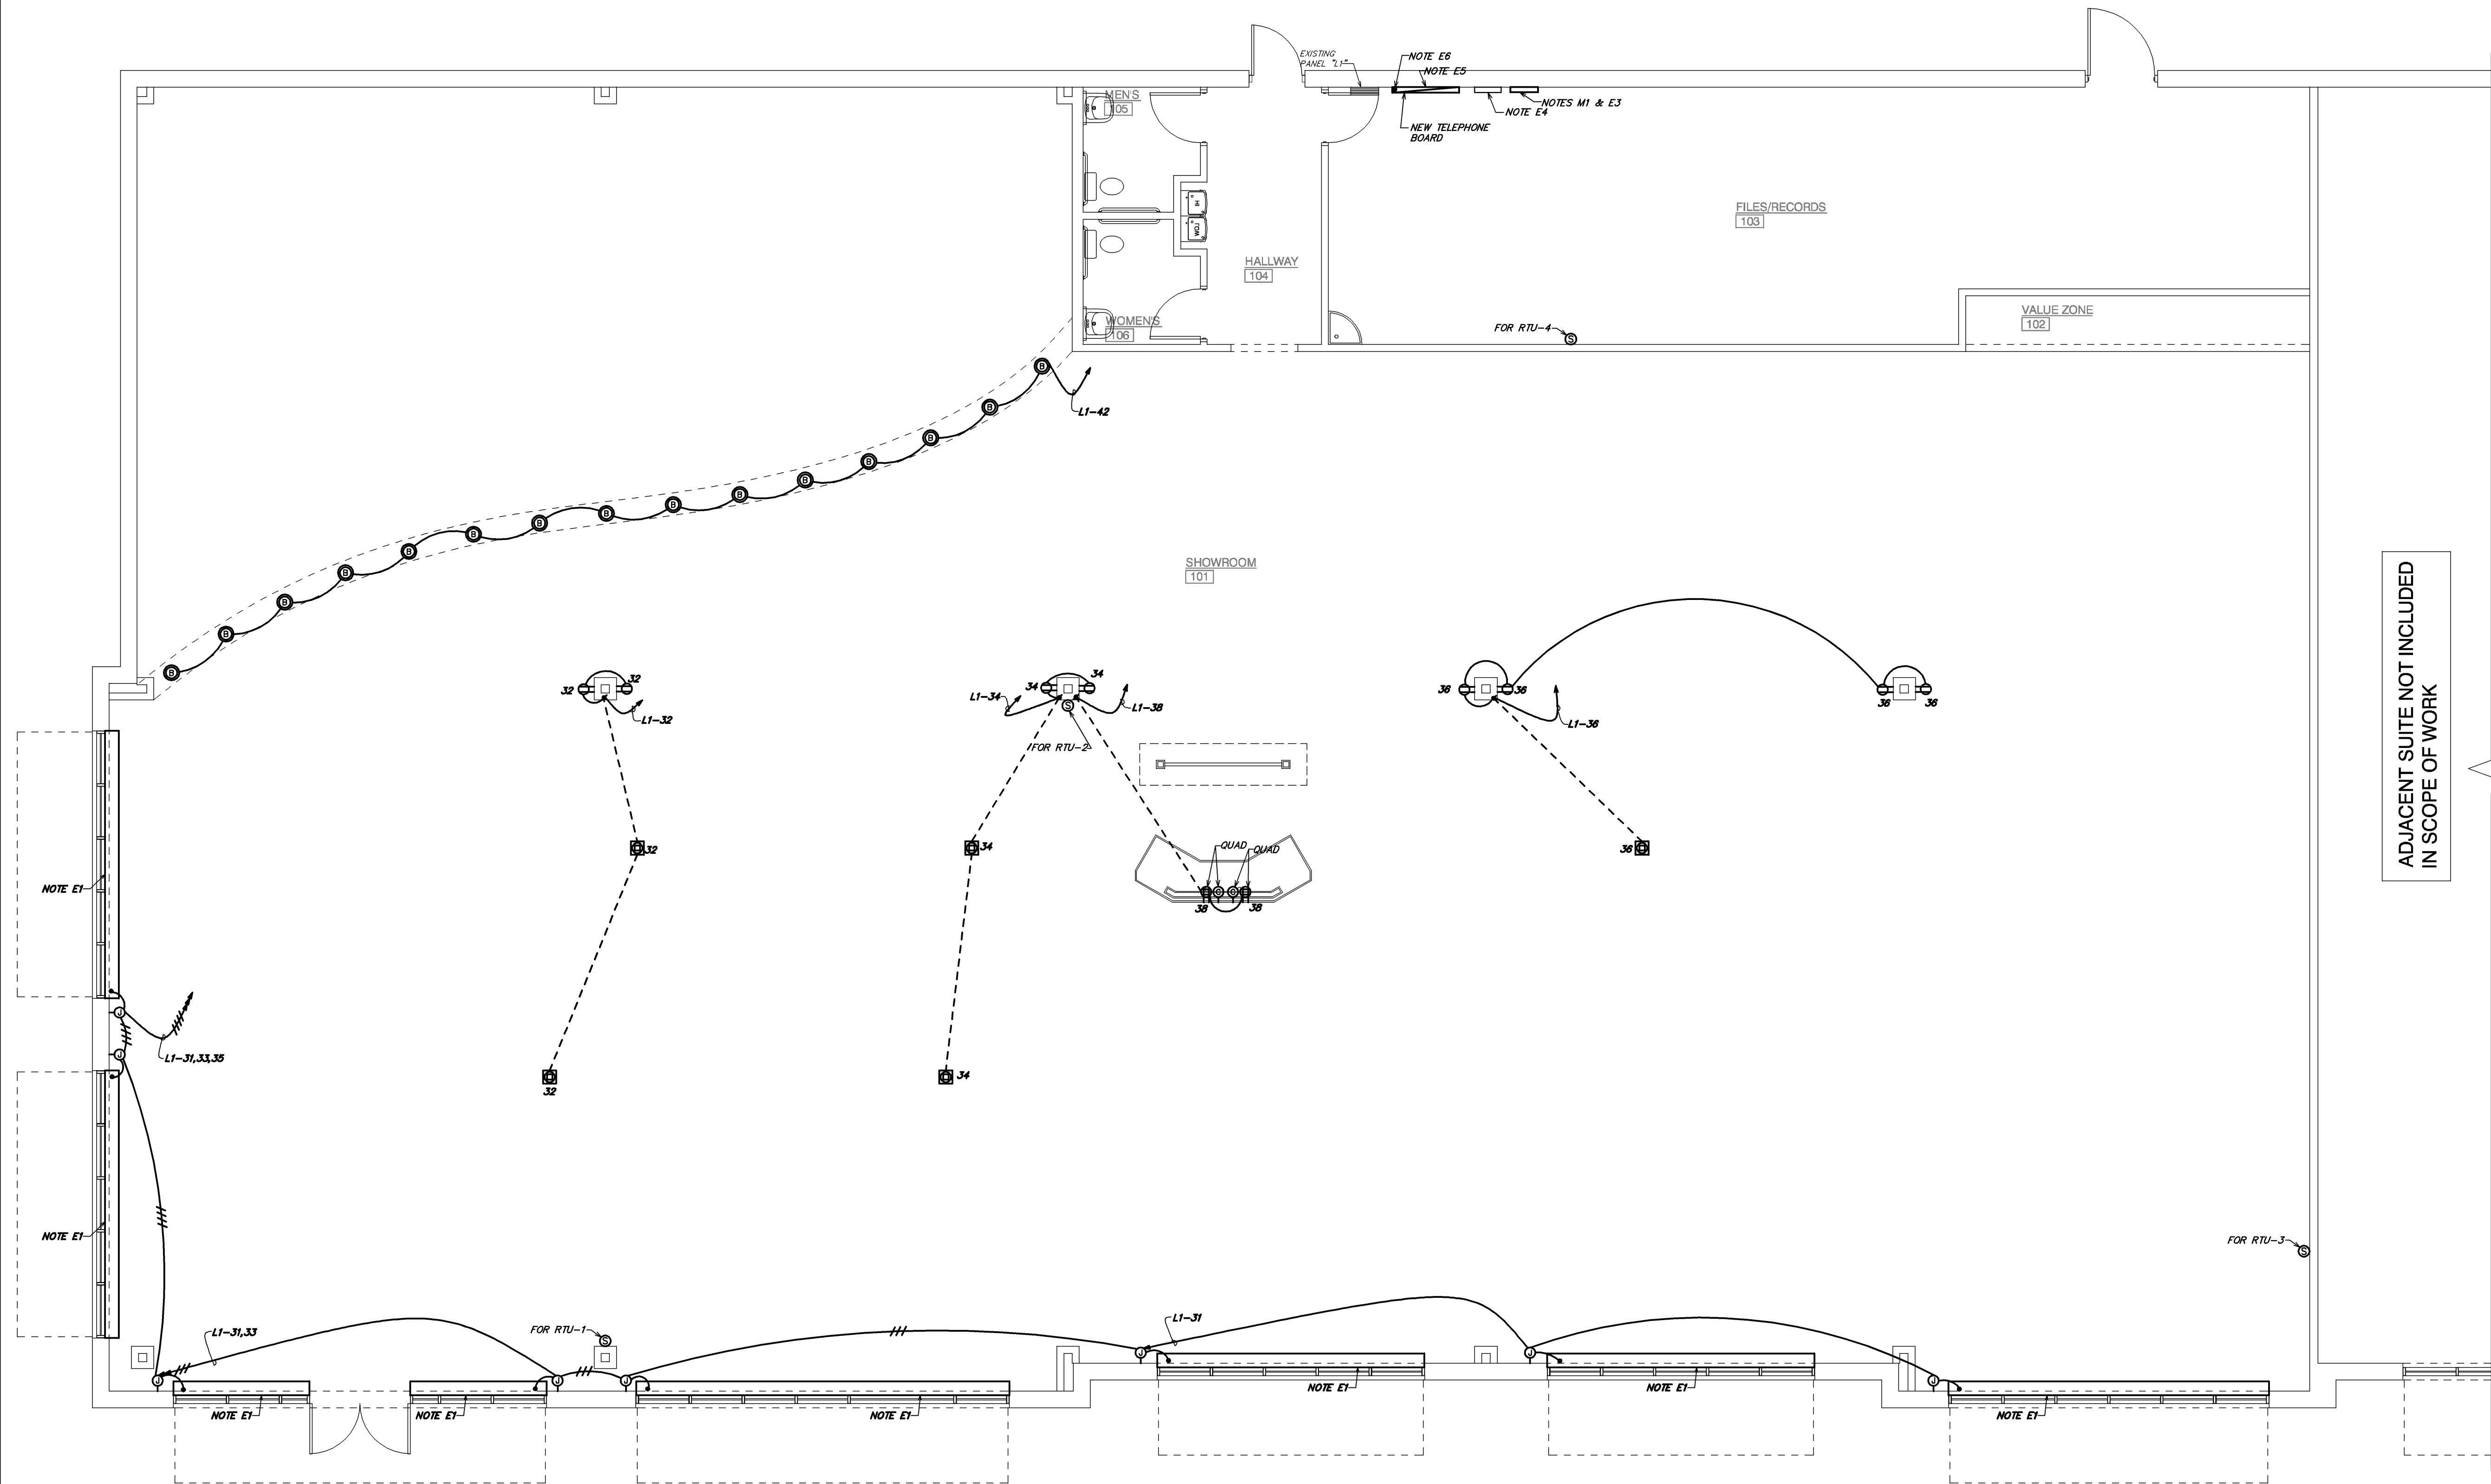 EXISTING
PANEL "L1"
NOTE E6
NOTE E5
NOTES M1 & E3
NOTE E4
NEW TELEPHONE
BOARD
MEN'S
105
HI
LOW
FILES/RECORDS
103
HALLWAY
104
WOMEN'S
106
VALUE ZONE
102
FOR RTU-4
S
B
L1-42
B
B
B
B
B
B
B
B
B
B
B
B
B
B
SHOWROOM
101
ADJACENT SUITE NOT INCLUDED
IN SCOPE OF WORK
32
32
L1-32
34
34
L1-34
L1-38
S
FOR RTU-2
36
36
L1-36
36
36
32
34
QUAD
QUAD
36
38
38
NOTE E1
J
J
L1-31,33,35
32
34
NOTE E1
FOR RTU-3
S
L1-31,33
FOR RTU-1
S
L1-31
J
J
J
J
J
J
NOTE E1
NOTE E1
NOTE E1
NOTE E1
NOTE E1
NOTE E1